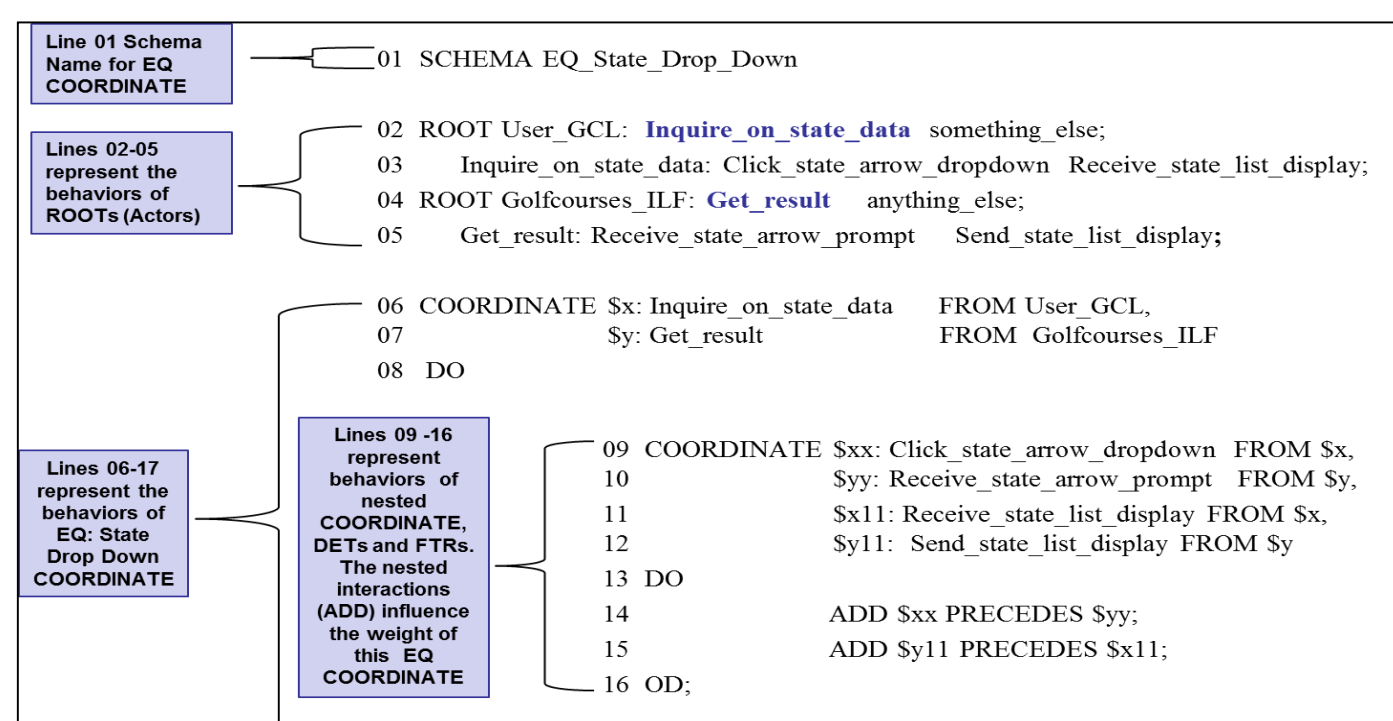 Line 01 Schema
Name for EQ
COORDINATE
01 SCHEMA EQ_State_Drop_Down
Lines 02-05
represent the
behaviors of
ROOTs (Actors)
02 ROOT User_GCL: Inquire_on_state_data something_else;
03 Inquire_on_state_data: Click_state_arrow_dropdown Receive_state_list_display;
04 ROOT Golfcourses_ILF: Get_result anything_else;
05 Get_result: Receive_state_arrow_prompt Send_state_list_display;
Lines 06-17
represent the
behaviors of
EQ: State
Drop Down
COORDINATE
06 COORDINATE $x: Inquire_on_state_data FROM User_GCL,
07 $y: Get_result FROM Golfcourses_ILF
08 DO
Lines 09 -16
represent
behaviors of
nested
COORDINATE,
DETs and FTRs.
The nested
interactions
(ADD) influence
the weight of
this EQ
COORDINATE
09 COORDINATE $xx: Click_state_arrow_dropdown FROM $x,
10 $yy: Receive_state_arrow_prompt FROM $y,
11 $x11: Receive_state_list_display FROM $x,
12 $y11: Send_state_list_display FROM $y
13 DO
14 ADD $xx PRECEDES $yy;
15 ADD $y11 PRECEDES $x11;
16 OD;